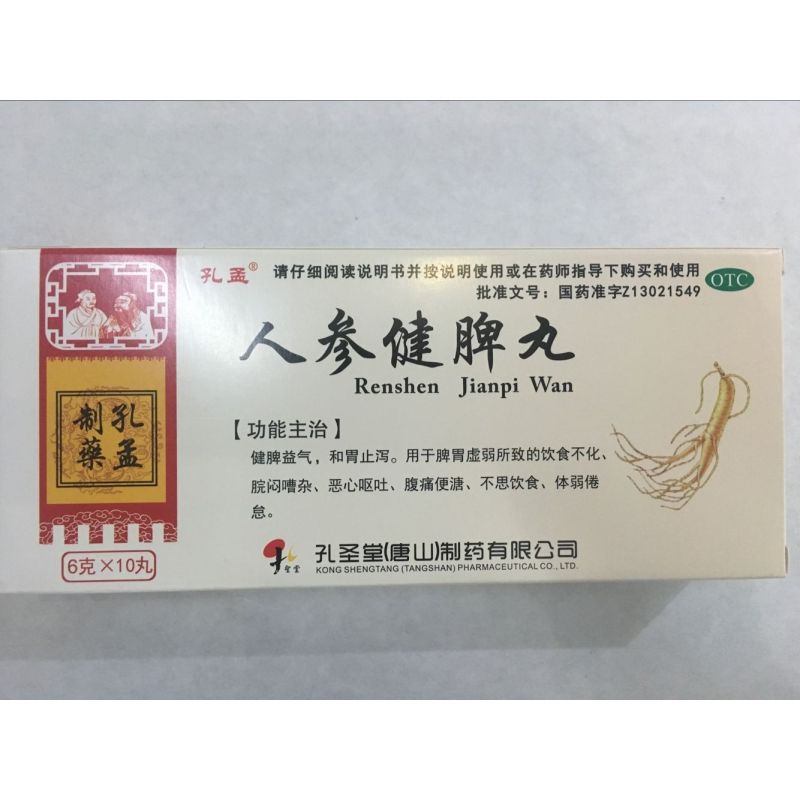 孔孟®
请仔细阅读说明书并按说明使用或在药师指导下购买和使用
OTC
批准文号：国药准字Z13021549
人参健脾丸
Renshen Jianpi Wan
孔孟
制藥
【功能主治】
健脾益气，和胃止泻。用于脾胃虚弱所致的饮食不化、
脘闷嘈杂、恶心呕吐、腹痛便溏、不思饮食、体弱倦
怠。
6克×10丸
孔聖堂
孔圣堂(唐山)制药有限公司
KONG SHENGTANG (TANGSHAN) PHARMACEUTICAL CO., LTD.